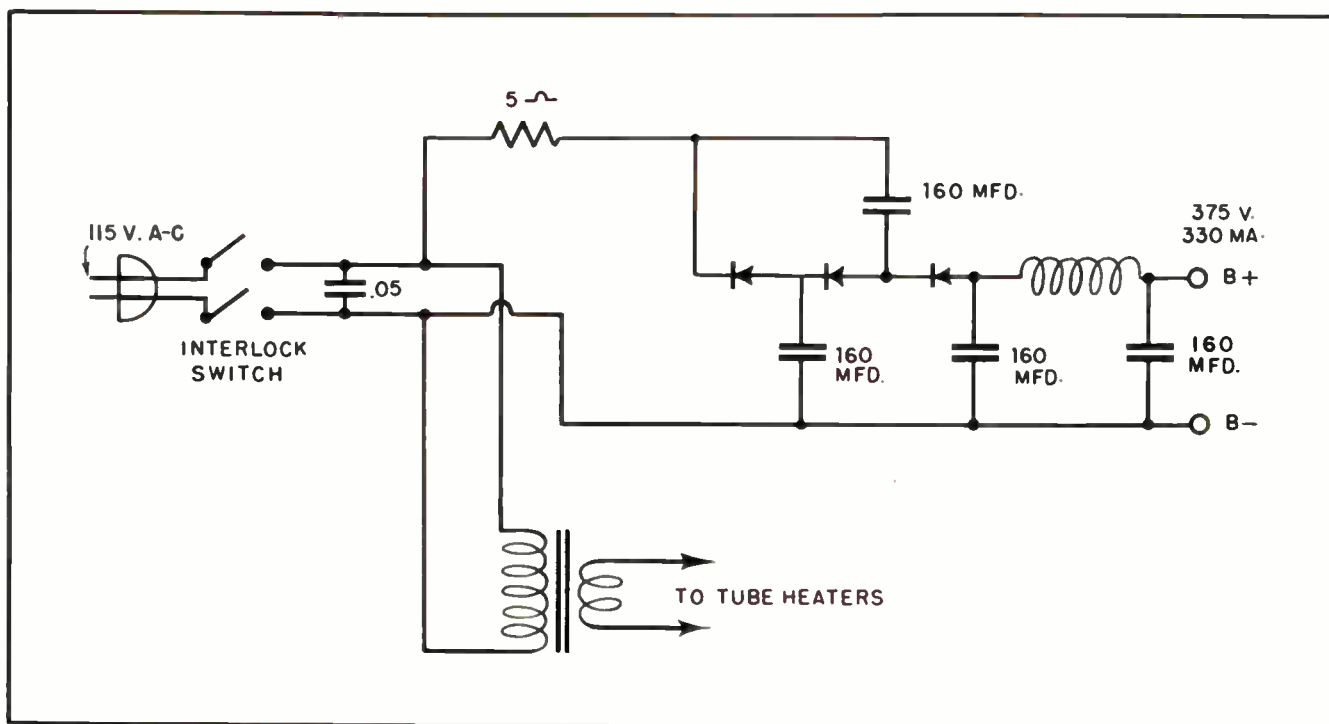 5 Ω
115 V. A-C
.05
INTERLOCK
SWITCH
160 MFD.
375 V.
330 MA.
B+
160
MFD.
160
MFD.
160
MFD.
B-
TO TUBE HEATERS